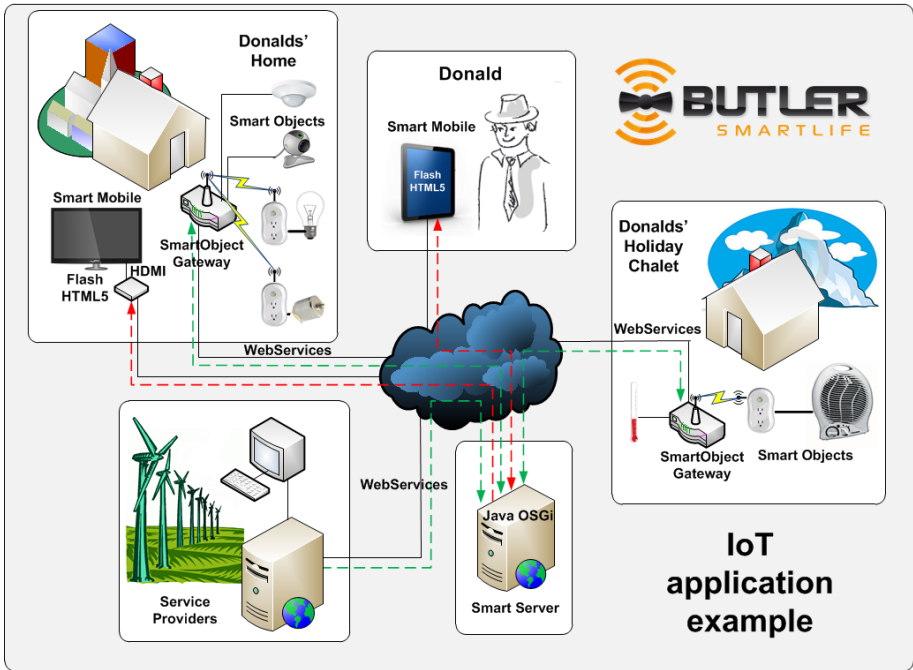 Donalds'
Home
Smart Objects
Smart Mobile
SmartObject
Gateway
HDMI
Flash
HTML5
WebServices
Donald
Smart Mobile
Flash
HTML5
BUTLER
SMARTLIFE
Donalds'
Holiday
Chalet
WebServices
SmartObject
Gateway
Smart Objects
WebServices
Service
Providers
Java OSGi
Smart Server
IoT
application
example